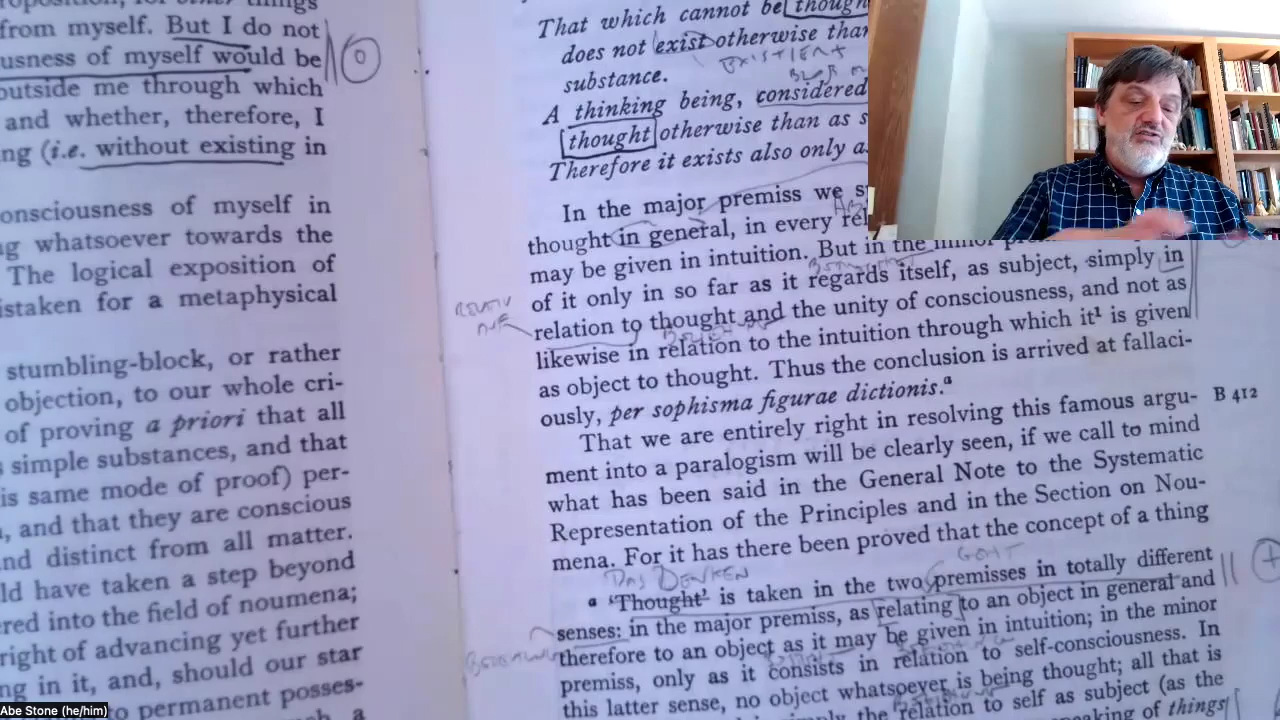 from myself. But I do not
usness of myself would be
outside me through which
and whether, therefore, I
ng (i.e. without existing in
onsciousness of myself in
g whatsoever towards the
The logical exposition of
istaken for a metaphysical
stumbling-block, or rather
objection, to our whole cri-
of proving a priori that all
simple substances, and that
is same mode of proof) per-
, and that they are conscious
nd distinct from all matter.
ld have taken a step beyond
ered into the field of noumena;
right of advancing yet further
ng in it, and, should our star
to permanent posses-
That which cannot be though
does not exist otherwise than
EXISTIERT
substance.
A thinking being, considered
thought otherwise than as s
Therefore it exists also only a
In the major premiss we s
thought in general, in every rel
may be given in intuition. But in the minor
of it only in so far as it regards itself, as subject, simply in
relation to thought and the unity of consciousness, and not as
likewise in relation to the intuition through which it¹ is given
as object to thought. Thus the conclusion is arrived at fallaci-
ously, per sophisma figurae dictionis.ᵃ
That we are entirely right in resolving this famous argu- B 412
ment into a paralogism will be clearly seen, if we call to mind
what has been said in the General Note to the Systematic
Representation of the Principles and in the Section on Nou-
mena. For it has there been proved that the concept of a thing
DAS DENKEN
GEHT
ᵃ 'Thought' is taken in the two premisses in totally different
senses: in the major premiss, as relating to an object in general and
therefore to an object as it may be given in intuition; in the minor
premiss, only as it consists in relation to self-consciousness. In
this latter sense, no object whatsoever is being thought; all that is
simply the relation to self as subject (as the
speaking of things
Abe Stone (he/him)